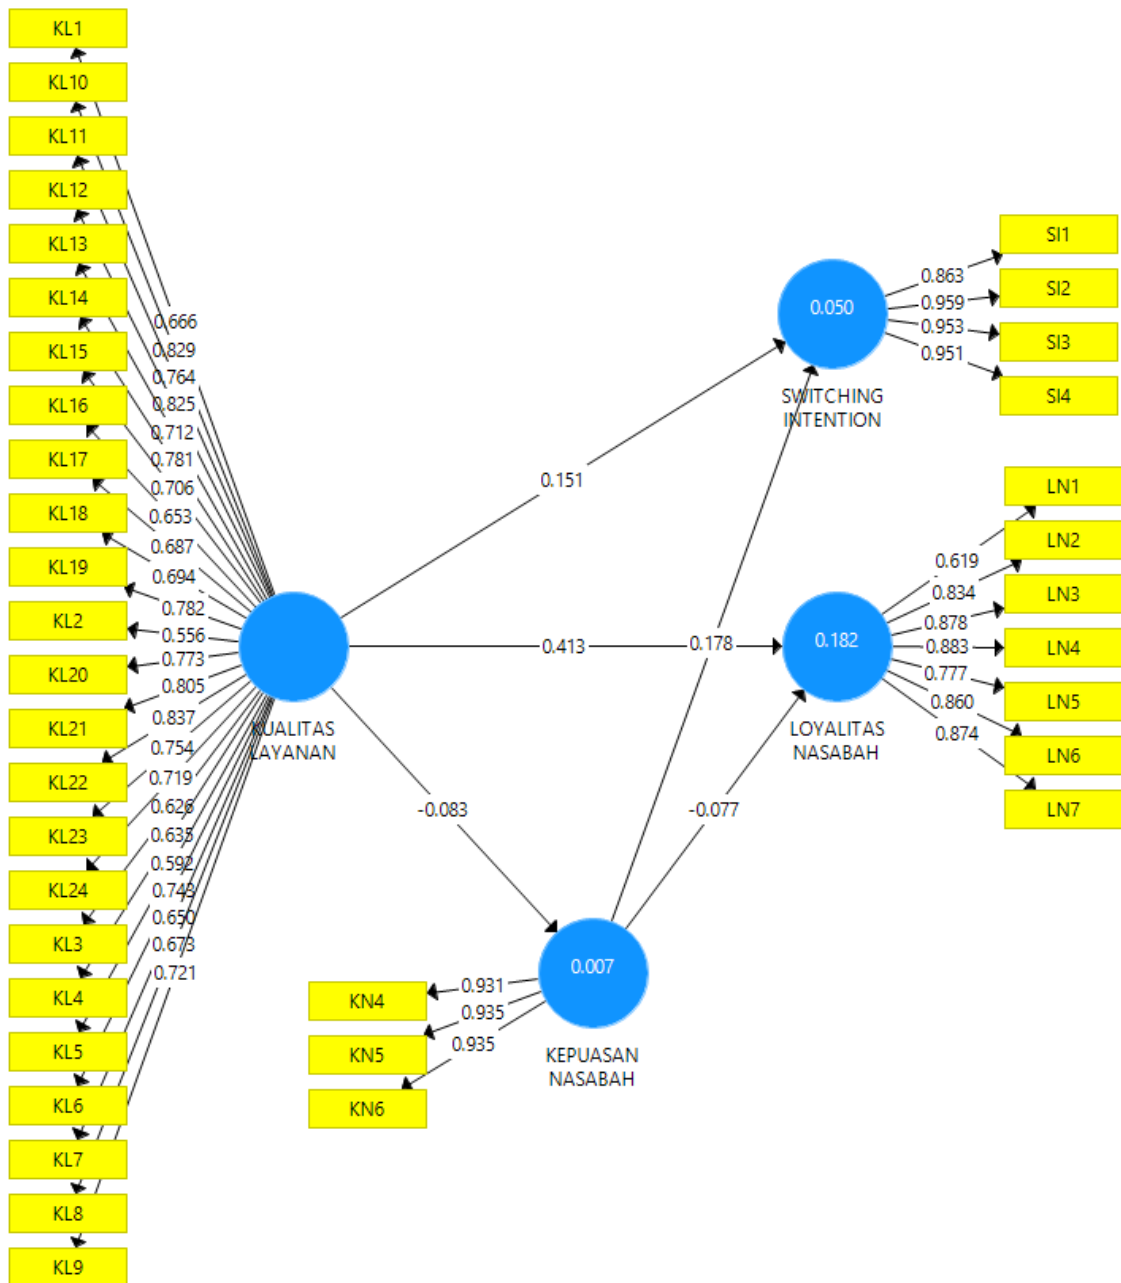 KL1
KL10
KL11
KL12
KL13
KL14
KL15
KL16
KL17
KL18
KL19
KL2
KL20
KL21
KL22
KL23
KL24
KL3
KL4
KL5
KL6
KL7
KL8
KL9
0.666
0.829
0.764
0.825
0.712
0.781
0.706
0.653
0.687
0.694
0.782
0.556
0.773
0.805
0.837
0.754
0.719
0.626
0.635
0.592
0.743
0.650
0.673
0.721
KUALITAS
LAYANAN
0.151
0.413
0.178
-0.083
-0.077
0.050
SWITCHING
INTENTION
0.863
0.959
0.953
0.951
SI1
SI2
SI3
SI4
0.182
LOYALITAS
NASABAH
0.619
0.834
0.878
0.883
0.777
0.860
0.874
LN1
LN2
LN3
LN4
LN5
LN6
LN7
0.007
KEPUASAN
NASABAH
0.931
0.935
0.935
KN4
KN5
KN6